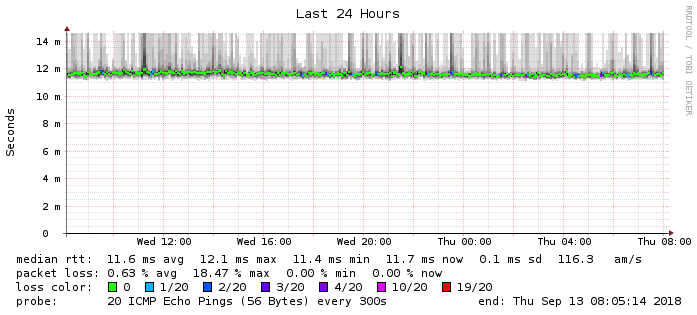 Last 24 Hours
RRDTOOL / TOBI OETIKER
Seconds
14 m
12 m
10 m
8 m
6 m
4 m
2 m
0
Wed 12:00 Wed 16:00 Wed 20:00 Thu 00:00 Thu 04:00 Thu 08:00
median rtt: 11.6 ms avg 12.1 ms max 11.4 ms min 11.7 ms now 0.1 ms sd 116.3 am/s
packet loss: 0.63 % avg 18.47 % max 0.00 % min 0.00 % now
loss color: 0 1/20 2/20 3/20 4/20 10/20 19/20
probe: 20 ICMP Echo Pings (56 Bytes) every 300s end: Thu Sep 13 08:05:14 2018